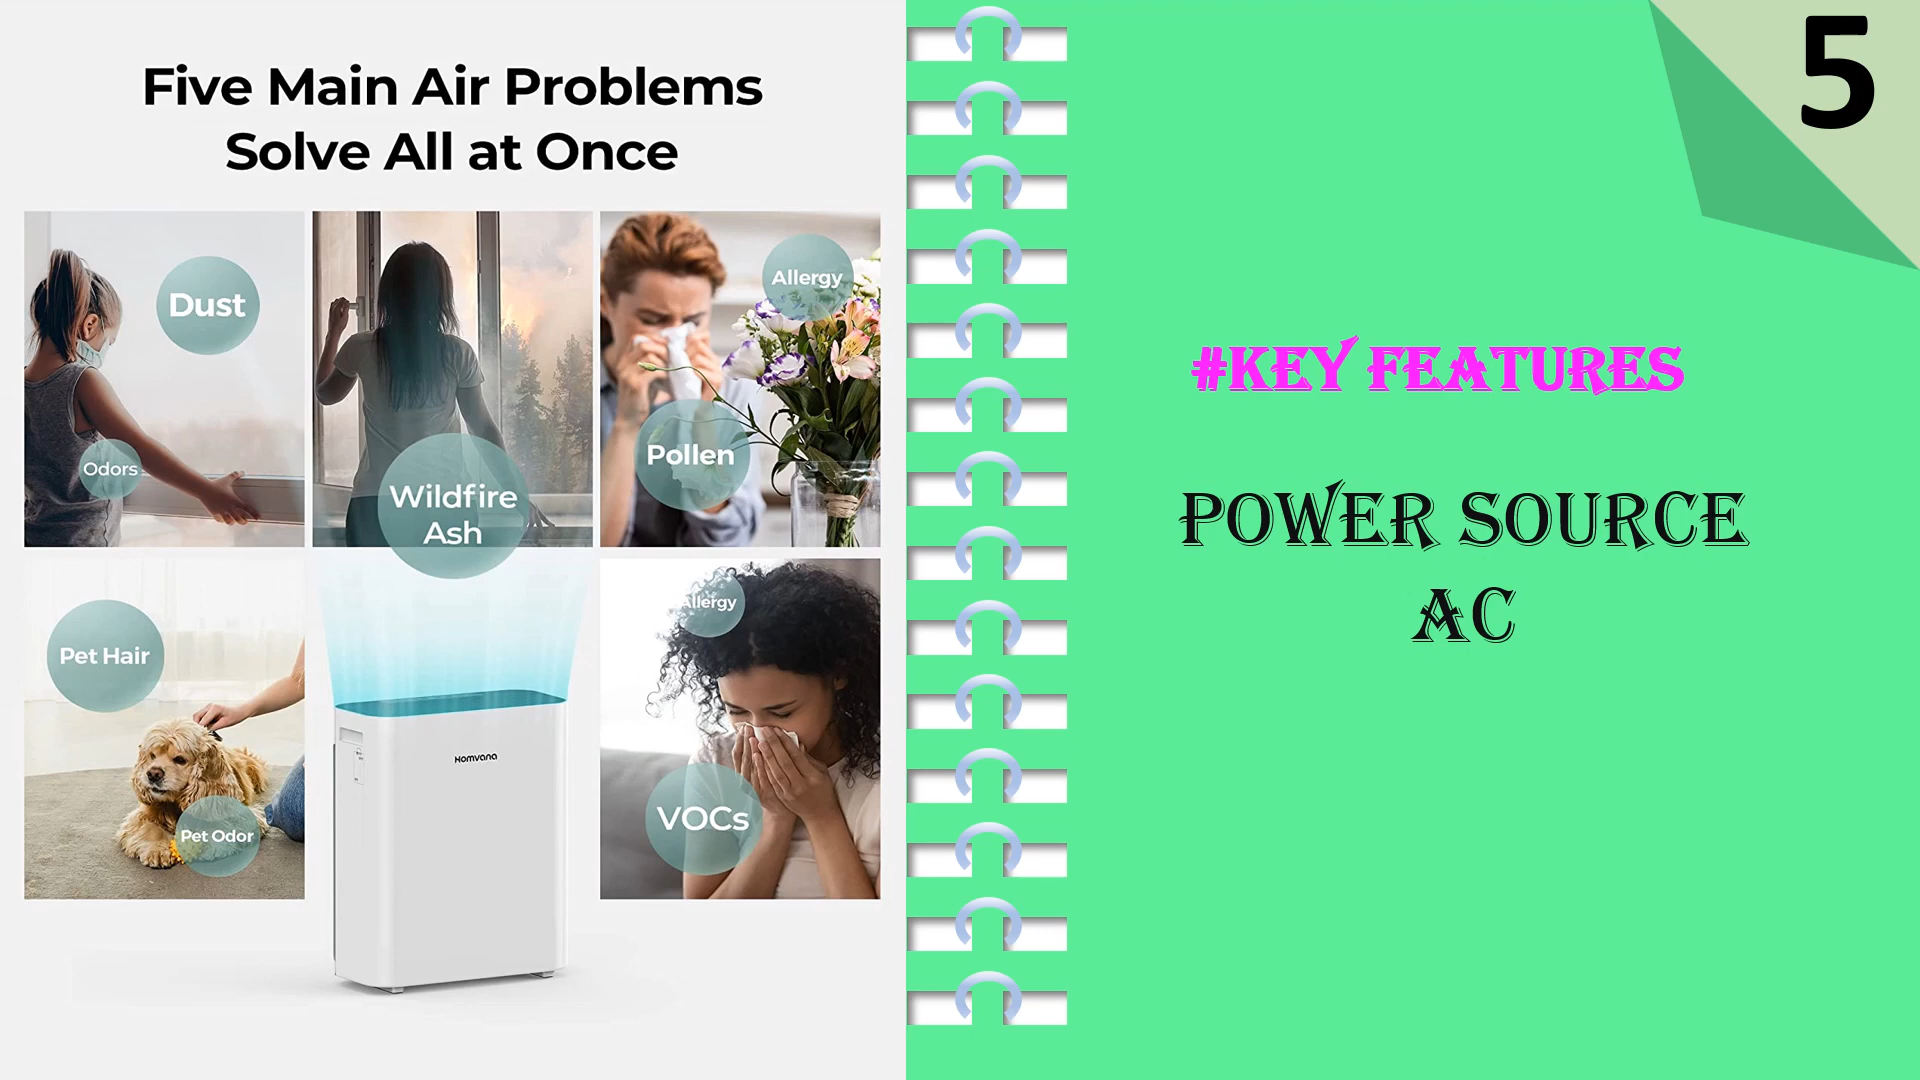 Five Main Air Problems
Solve All at Once
Dust
Odors
Wildfire
Ash
Allergy
Pollen
Pet Hair
Pet Odor
Homvana
Allergy
VOCs
5
#KEY FEATURES
POWER SOURCE
AC